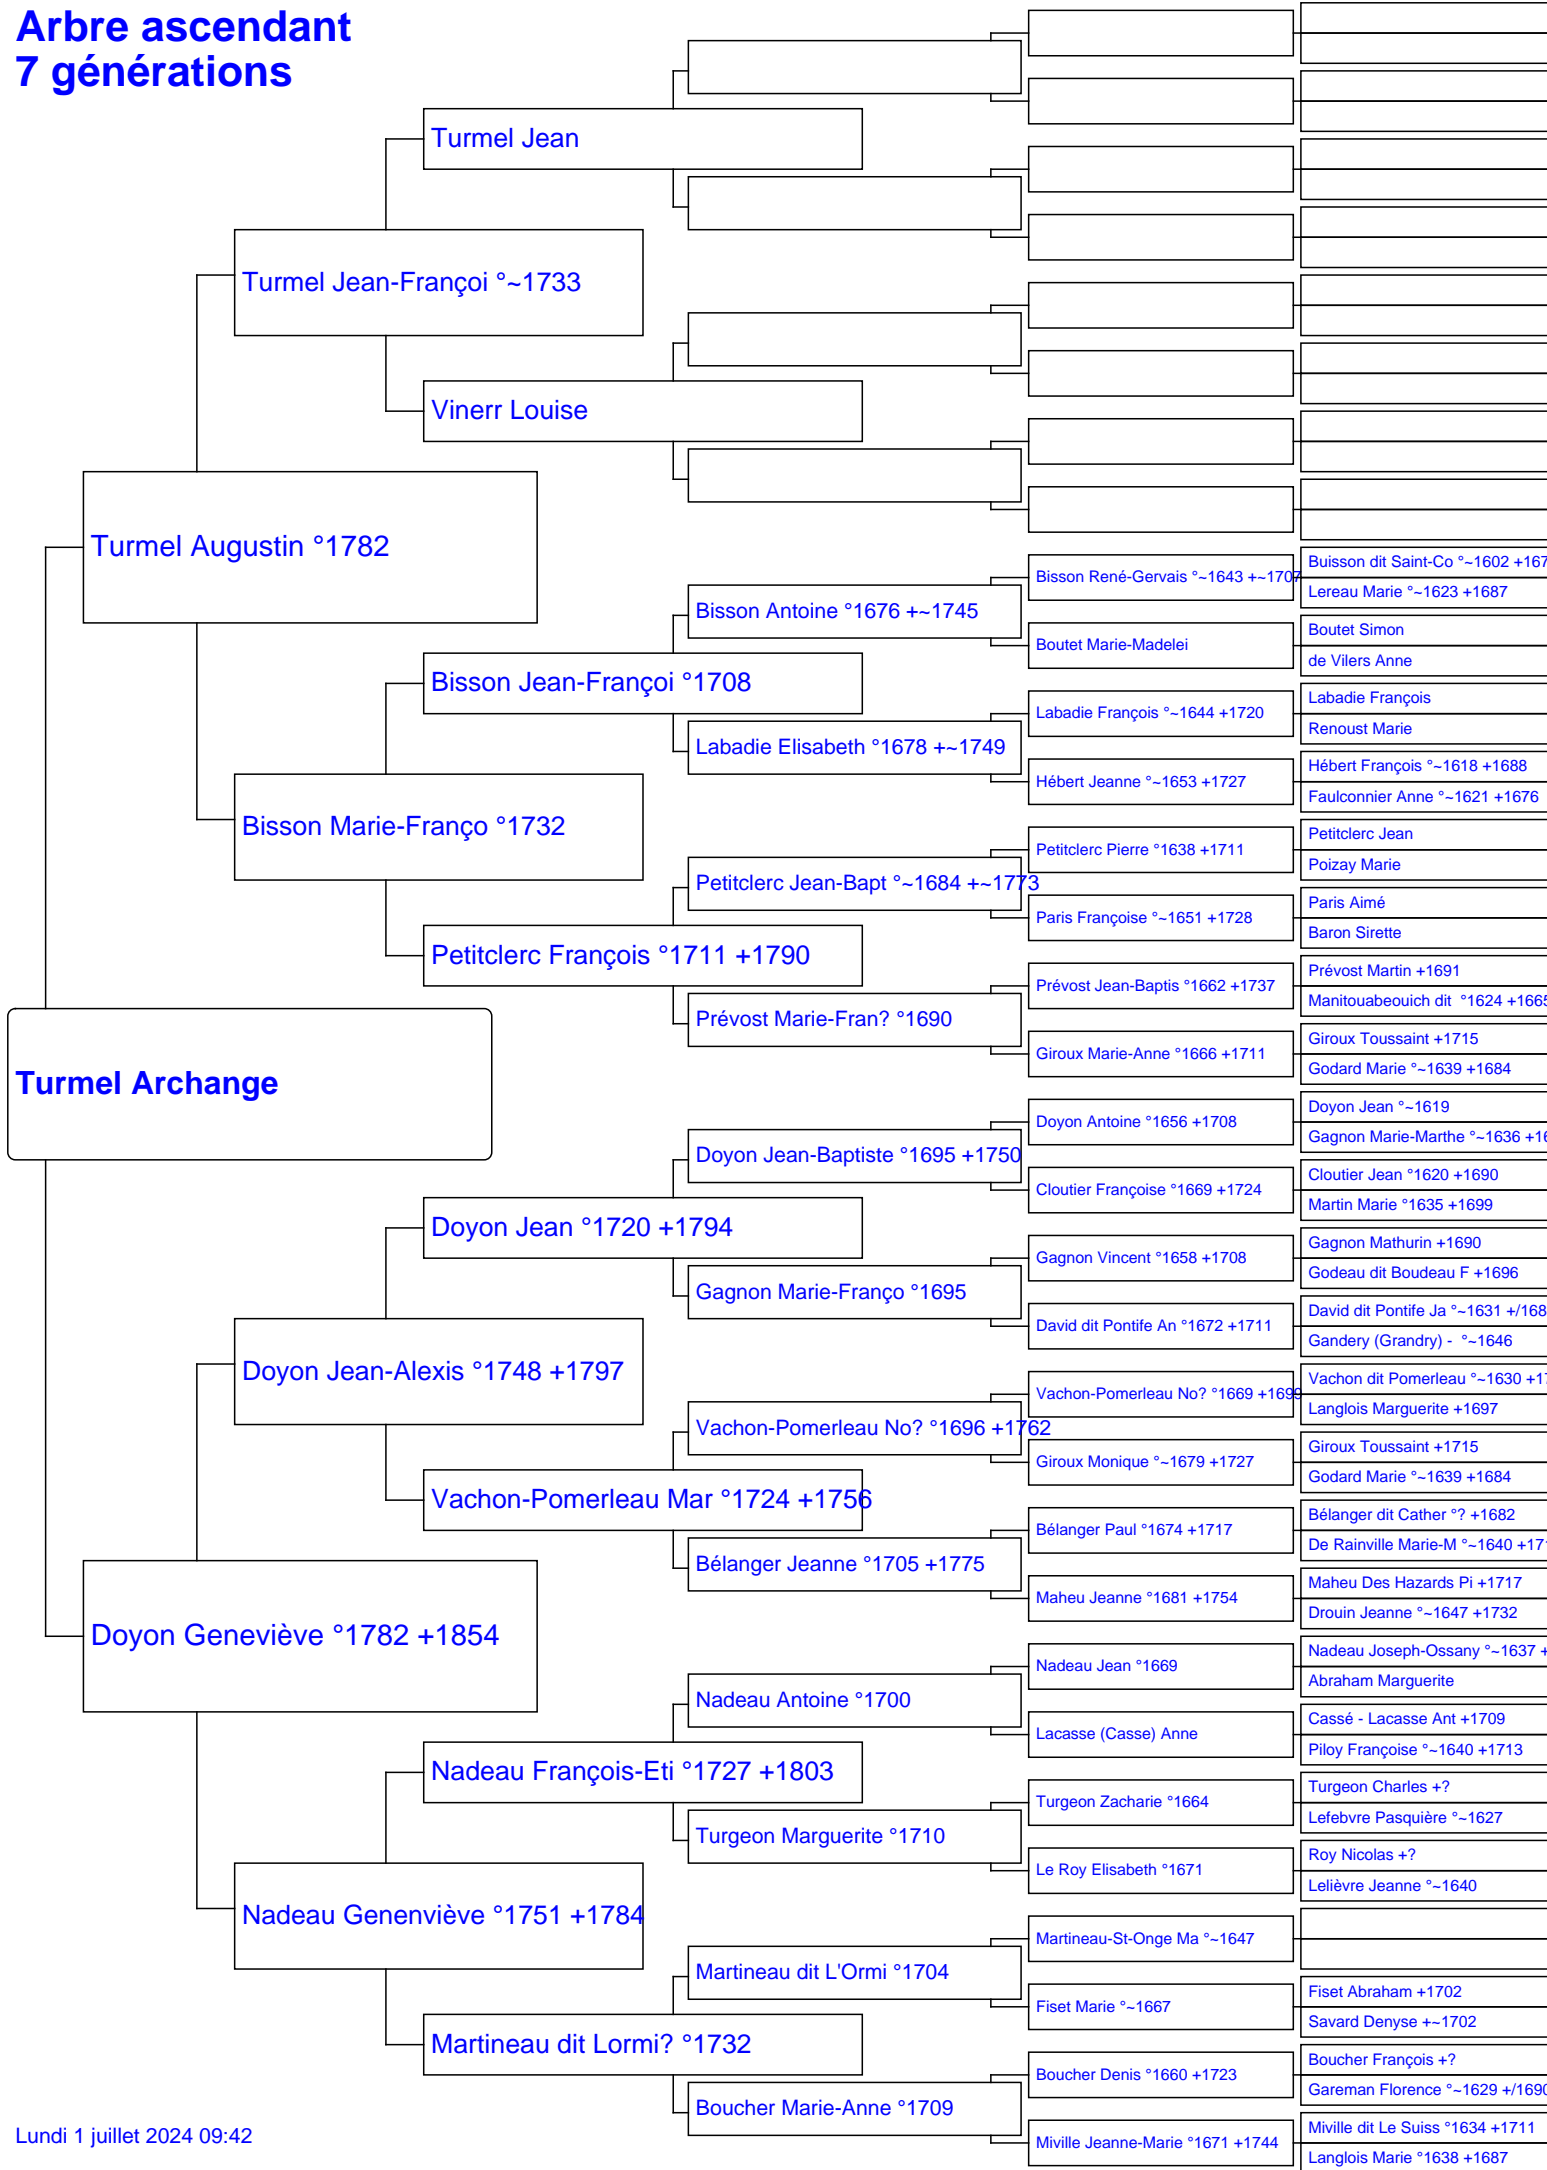 Arbre ascendant
7 générations
Turmel Archange
Turmel Augustin °1782
Doyon Geneviève °1782 +1854
Turmel Jean-Françoi °~1733
Bisson Marie-Franço °1732
Doyon Jean-Alexis °1748 +1797
Nadeau Genenviève °1751 +1784
Turmel Jean
Vinerr Louise
Bisson Jean-Françoi °1708
Petitclerc François °1711 +1790
Doyon Jean °1720 +1794
Vachon-Pomerleau Mar °1724 +1756
Nadeau François-Eti °1727 +1803
Martineau dit Lormi? °1732
Bisson Antoine °1676 +~1745
Labadie Elisabeth °1678 +~1749
Petitclerc Jean-Bapt °~1684 +~1773
Prévost Marie-Fran? °1690
Doyon Jean-Baptiste °1695 +1750
Gagnon Marie-Franço °1695
Vachon-Pomerleau No? °1696 +1762
Bélanger Jeanne °1705 +1775
Nadeau Antoine °1700
Turgeon Marguerite °1710
Martineau dit L'Ormi °1704
Boucher Marie-Anne °1709
Bisson René-Gervais °~1643 +~1707
Boutet Marie-Madelei
Labadie François °~1644 +1720
Hébert Jeanne °~1653 +1727
Petitclerc Pierre °1638 +1711
Paris Françoise °~1651 +1728
Prévost Jean-Baptis °1662 +1737
Giroux Marie-Anne °1666 +1711
Doyon Antoine °1656 +1708
Cloutier Françoise °1669 +1724
Gagnon Vincent °1658 +1708
David dit Pontife An °1672 +1711
Vachon-Pomerleau No? °1669 +1699
Giroux Monique °~1679 +1727
Bélanger Paul °1674 +1717
Maheu Jeanne °1681 +1754
Nadeau Jean °1669
Lacasse (Casse) Anne
Turgeon Zacharie °1664
Le Roy Elisabeth °1671
Martineau-St-Onge Ma °~1647
Fiset Marie °~1667
Boucher Denis °1660 +1723
Miville Jeanne-Marie °1671 +1744
Buisson dit Saint-Co °~1602 +167
Lereau Marie °~1623 +1687
Boutet Simon
de Vilers Anne
Labadie François
Renoust Marie
Hébert François °~1618 +1688
Faulconnier Anne °~1621 +1676
Petitclerc Jean
Poizay Marie
Paris Aimé
Baron Sirette
Prévost Martin +1691
Manitouabeouich dit  °1624 +1665
Giroux Toussaint +1715
Godard Marie °~1639 +1684
Doyon Jean °~1619
Gagnon Marie-Marthe °~1636 +16
Cloutier Jean °1620 +1690
Martin Marie °1635 +1699
Gagnon Mathurin +1690
Godeau dit Boudeau F +1696
David dit Pontife Ja °~1631 +/168
Gandery (Grandry) -  °~1646
Vachon dit Pomerleau °~1630 +17
Langlois Marguerite +1697
Giroux Toussaint +1715
Godard Marie °~1639 +1684
Bélanger dit Cather °? +1682
De Rainville Marie-M °~1640 +171
Maheu Des Hazards Pi +1717
Drouin Jeanne °~1647 +1732
Nadeau Joseph-Ossany °~1637 +
Abraham Marguerite
Cassé - Lacasse Ant +1709
Piloy Françoise °~1640 +1713
Turgeon Charles +?
Lefebvre Pasquière °~1627
Roy Nicolas +?
Lelièvre Jeanne °~1640
Fiset Abraham +1702
Savard Denyse +~1702
Boucher François +?
Gareman Florence °~1629 +/1690
Miville dit Le Suiss °1634 +1711
Langlois Marie °1638 +1687
Lundi 1 juillet 2024 09:42